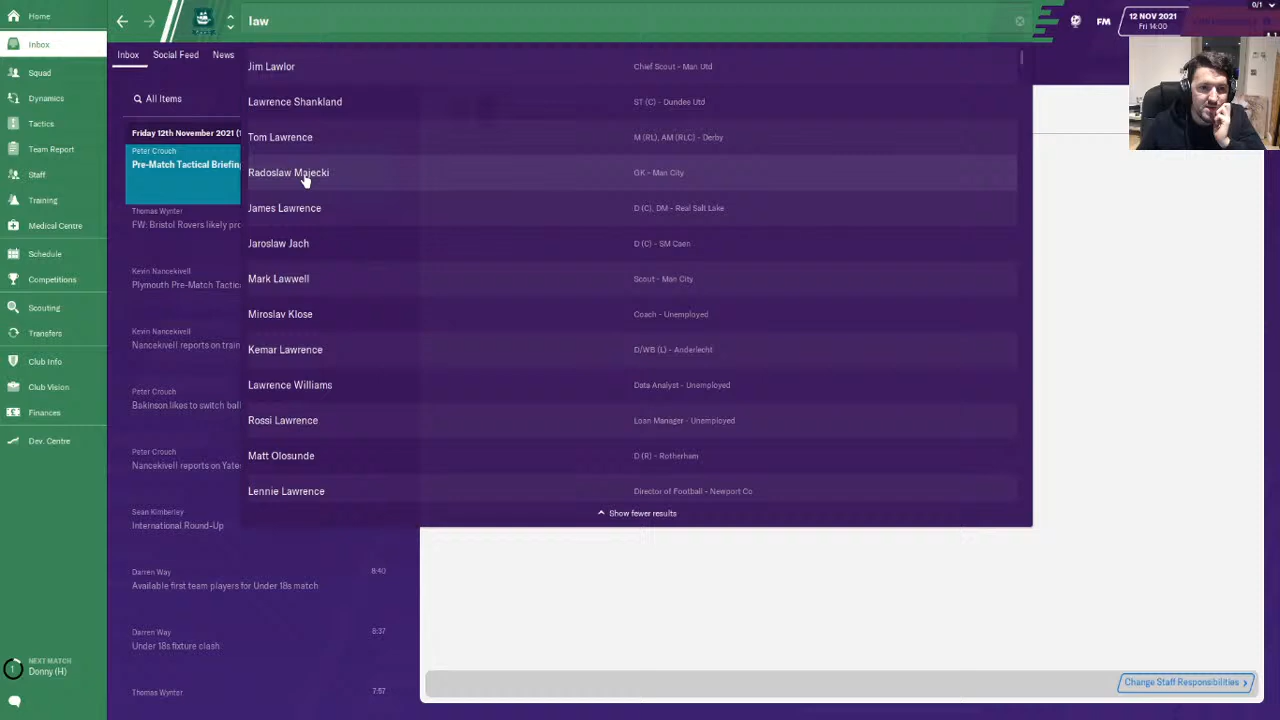 0/1
Home
law
FM
12 NOV 2021
Fri 14:00
Inbox
Inbox
Social Feed
News
Squad
Dynamics
Tactics
Team Report
Staff
Training
Medical Centre
Schedule
Competitions
Scouting
Transfers
Club Info
Club Vision
Finances
Dev. Centre
NEXT MATCH
1
Donny (H)
All Items
Friday 12th November 2021 (1
Peter Crouch
Pre-Match Tactical Briefin
Thomas Wynter
FW: Bristol Rovers likely pro
Kevin Nancekivell
Plymouth Pre-Match Tactica
Kevin Nancekivell
Nancekivell reports on train
Peter Crouch
Bakinson likes to switch ball
Peter Crouch
Nancekivell reports on Yate
Sean Kimberley
International Round-Up
Darren Way 8:40
Available first team players for Under 18s match
Darren Way 8:37
Under 18s fixture clash
Thomas Wynter 7:57
Jim Lawlor Chief Scout - Man Utd
Lawrence Shankland ST (C) - Dundee Utd
Tom Lawrence M (RL), AM (RLC) - Derby
Radoslaw Majecki GK - Man City
James Lawrence D (C), DM - Real Salt Lake
Jaroslaw Jach D (C) - SM Caen
Mark Lawwell Scout - Man City
Miroslav Klose Coach - Unemployed
Kemar Lawrence D/WB (L) - Anderlecht
Lawrence Williams Data Analyst - Unemployed
Rossi Lawrence Loan Manager - Unemployed
Matt Olosunde D (R) - Rotherham
Lennie Lawrence Director of Football - Newport Co
Show fewer results
Change Staff Responsibilities